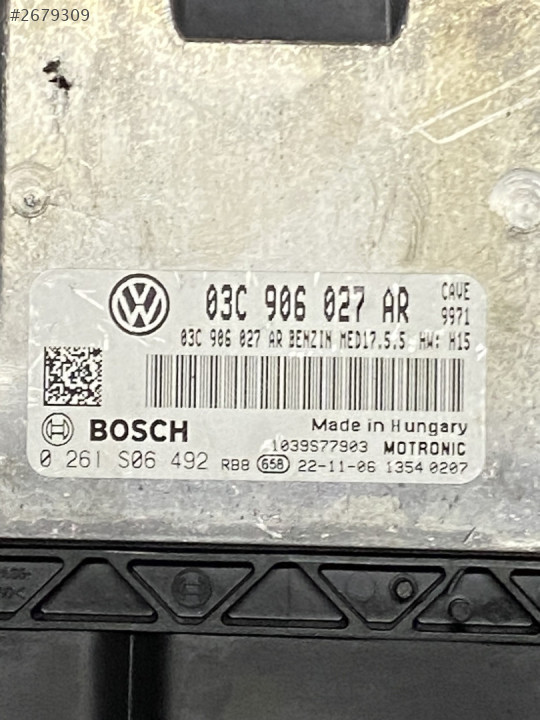 #2679309
03C 906 027 AR CAVE
9971
03C 906 027 AR BENZIN MED17.5.5 HW: H15
BOSCH Made in Hungary
1039S77903 MOTRONIC
0 261 S06 492 RBB 658 22-11-06 1354 0207